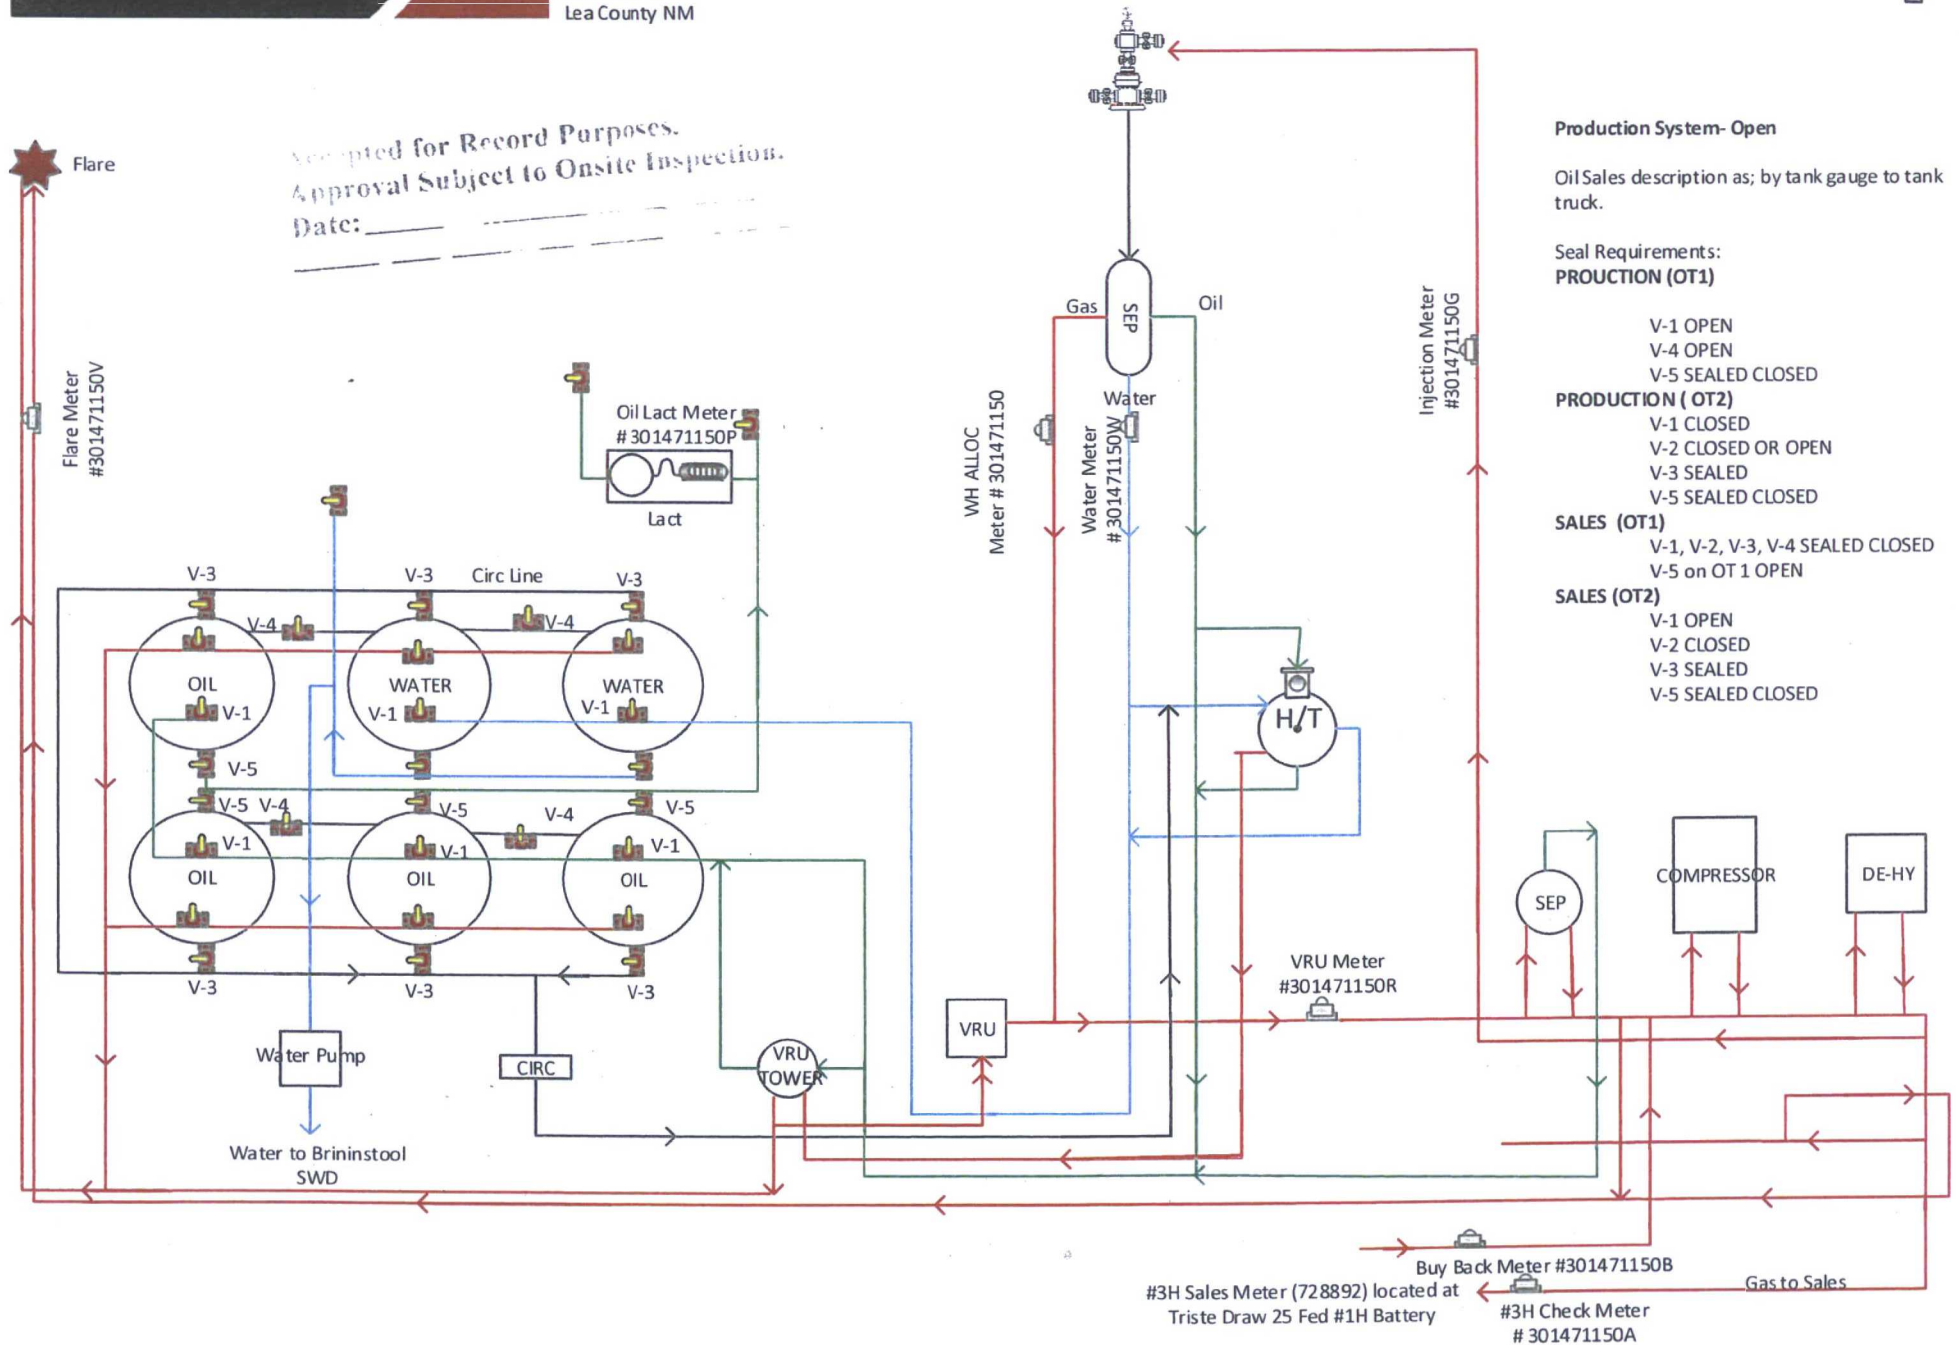 Lea County NM
Flare
Accepted for Record Purposes.
Approval Subject to Onsite Inspection.
Date:
Production System- Open
Oil Sales description as; by tank gauge to tank
truck.
Seal Requirements:
PROUCTION (OT1)
V-1 OPEN
V-4 OPEN
V-5 SEALED CLOSED
PRODUCTION ( OT2)
V-1 CLOSED
V-2 CLOSED OR OPEN
V-3 SEALED
V-5 SEALED CLOSED
SALES (OT1)
V-1, V-2, V-3, V-4 SEALED CLOSED
V-5 on OT 1 OPEN
SALES (OT2)
V-1 OPEN
V-2 CLOSED
V-3 SEALED
V-5 SEALED CLOSED
Gas
SEP
Oil
Water
Flare Meter
#301471150V
Oil Lact Meter
# 301471150P
Lact
WH ALLOC
Meter # 301471150
Water Meter
# 301471150W
Injection Meter
#301471150G
V-3
V-3
Circ Line
V-3
V-4
V-4
OIL
WATER
WATER
V-1
V-1
V-1
V-5
V-5
V-4
V-5
V-4
V-5
V-1
V-1
V-1
OIL
OIL
OIL
V-3
V-3
V-3
H/T
SEP
COMPRESSOR
DE-HY
VRU Meter
#301471150R
VRU
VRU
TOWER
CIRC
Water Pump
Water to Brininstool
SWD
Buy Back Meter #301471150B
Gas to Sales
#3H Sales Meter (728892) located at
Triste Draw 25 Fed #1H Battery
#3H Check Meter
# 301471150A